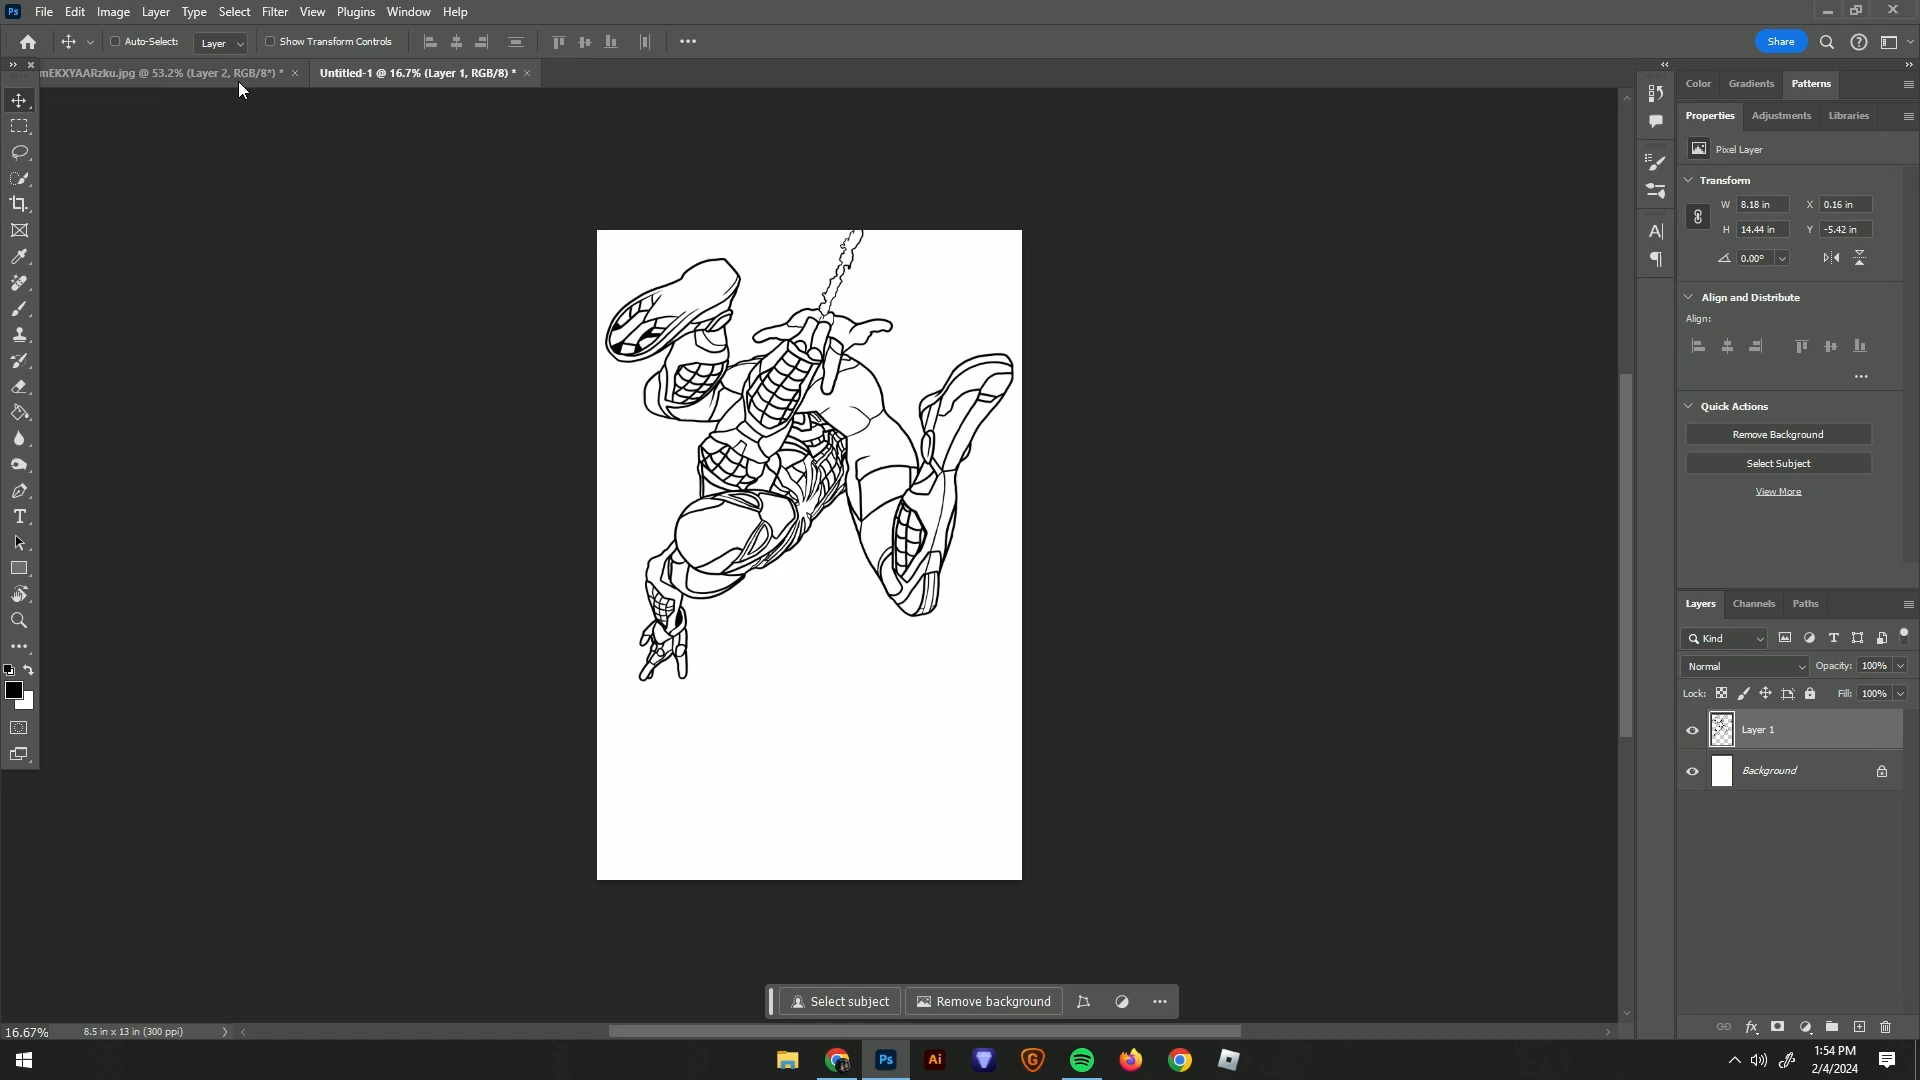 Ps File Edit Image Layer Type Select Filter View Plugins Window Help
Auto-Select: Layer Show Transform Controls Share
mEKXYAARzku.jpg @ 53.2% (Layer 2, RGB/8*) * Untitled-1 @ 16.7% (Layer 1, RGB/8) *
Color Gradients Patterns
Properties Adjustments Libraries
Pixel Layer
Transform
W 8.18 in X 0.16 in
H 14.44 in Y -5.42 in
0.00°
Align and Distribute
Align:
Quick Actions
Remove Background
Select Subject
View More
Layers Channels Paths
Kind
Normal Opacity: 100%
Lock: Fill: 100%
Layer 1
Background
Select subject Remove background
16.67% 8.5 in x 13 in (300 ppi)
Ps Ai
1:54 PM
2/4/2024